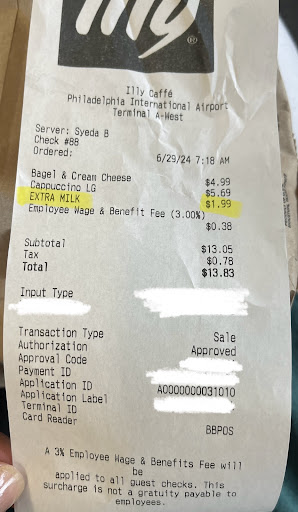 illy®
Illy Caffé
Philadelphia International Airport
Terminal A-West
Server: Syeda B
Check #88
Ordered: 6/29/24 7:18 AM
Bagel & Cream Cheese $4.99
Cappuccino LG $5.69
EXTRA MILK $1.99
Employee Wage & Benefit Fee (3.00%)
$0.38
Subtotal $13.05
Tax $0.78
Total $13.83
Input Type
Transaction Type Sale
Authorization Approved
Approval Code
Payment ID
Application ID A0000000031010
Application Label
Terminal ID
Card Reader BBPOS
A 3% Employee Wage & Benefits Fee will
be
applied to all guest checks. This
surcharge is not a gratuity payable to
employees.